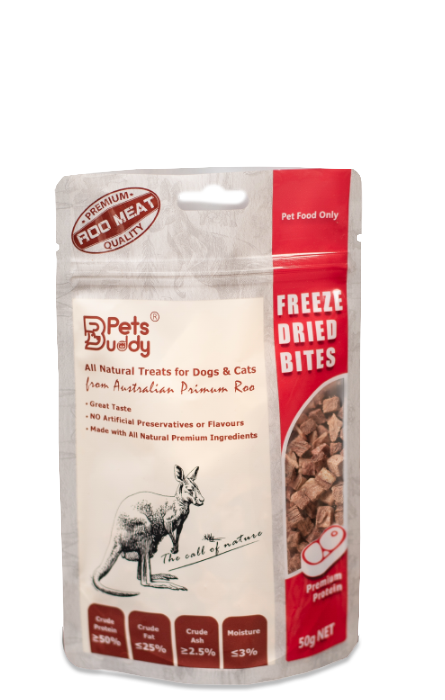 PREMIUM
ROO MEAT
QUALITY
Pet Food Only
FREEZE
DRIED
BITES
Pets Buddy®
All Natural Treats for Dogs & Cats
from Australian Primum Roo
- Great Taste
- NO Artificial Preservatives or Flavours
- Made with All Natural Premium Ingredients
The call of nature
Premium
Protein
Crude
Protein
≥50%
Crude
Fat
≤25%
Crude
Ash
≥2.5%
Moisture
≤3%
50g NET